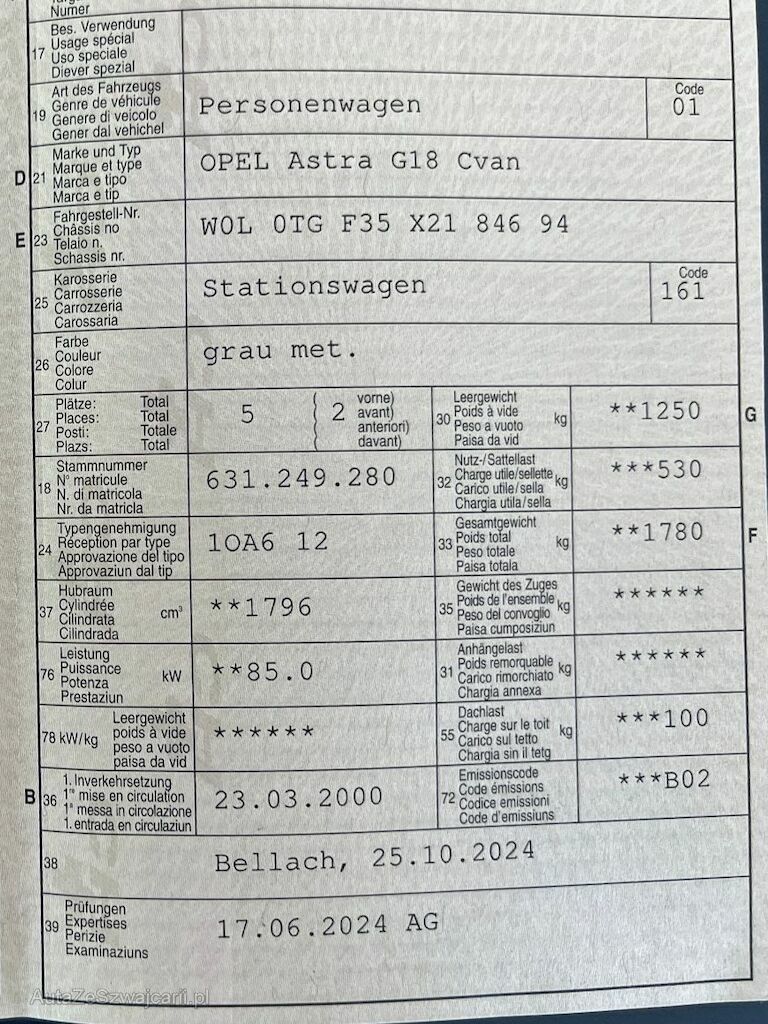 Numer
17 Bes. Verwendung
Usage spécial
Uso speciale
Diever spezial
19 Art des Fahrzeugs
Genre de véhicule
Genere di veicolo
Gener dal vehichel
Personenwagen
Code
01
D 21 Marke und Typ
Marque et type
Marca e tipo
Marca e tip
OPEL Astra G18 Cvan
E 23 Fahrgestell-Nr.
Châssis no
Telaio n.
Schassis nr.
W0L 0TG F35 X21 846 94
25 Karosserie
Carrosserie
Carrozzeria
Carossaria
Stationswagen
Code
161
26 Farbe
Couleur
Colore
Colur
grau met.
27 Plätze: Total
Places: Total
Posti: Totale
Plazs: Total
5
( 2 vorne)
( avant)
( anteriori)
( davant)
30 Leergewicht
Poids à vide
Peso a vuoto
Paisa da vid
kg
**1250
G
18 Stammnummer
N° matricule
N. di matricola
Nr. da matricla
631.249.280
32 Nutz-/Sattellast
Charge utile/sellette
Carico utile/sella
Chargia utila/sella
kg
***530
24 Typengenehmigung
Réception par type
Approvazione del tipo
Approvaziun dal tip
1OA6 12
33 Gesamtgewicht
Poids total
Peso totale
Paisa totala
kg
**1780
F
37 Hubraum
Cylindrée
Cilindrata
Cilindrada
cm³
**1796
35 Gewicht des Zuges
Poids de l'ensemble
Peso del convoglio
Paisa cumposiziun
kg
******
76 Leistung
Puissance
Potenza
Prestaziun
kW
**85.0
31 Anhängelast
Poids remorquable
Carico rimorchiato
Chargia annexa
kg
******
78 kW/kg
Leergewicht
poids à vide
peso a vuoto
paisa da vid
******
55 Dachlast
Charge sur le toit
Carico sul tetto
Chargia sin il tetg
kg
***100
B 36 1. Inverkehrsetzung
1re mise en circulation
1a messa in circolazione
1. entrada en circulaziun
23.03.2000
72 Emissionscode
Code émissions
Codice emissioni
Code d'emissiuns
***B02
38
Bellach, 25.10.2024
39 Prüfungen
Expertises
Perizie
Examinaziuns
17.06.2024 AG
AutaZeSzwajcarii.pl